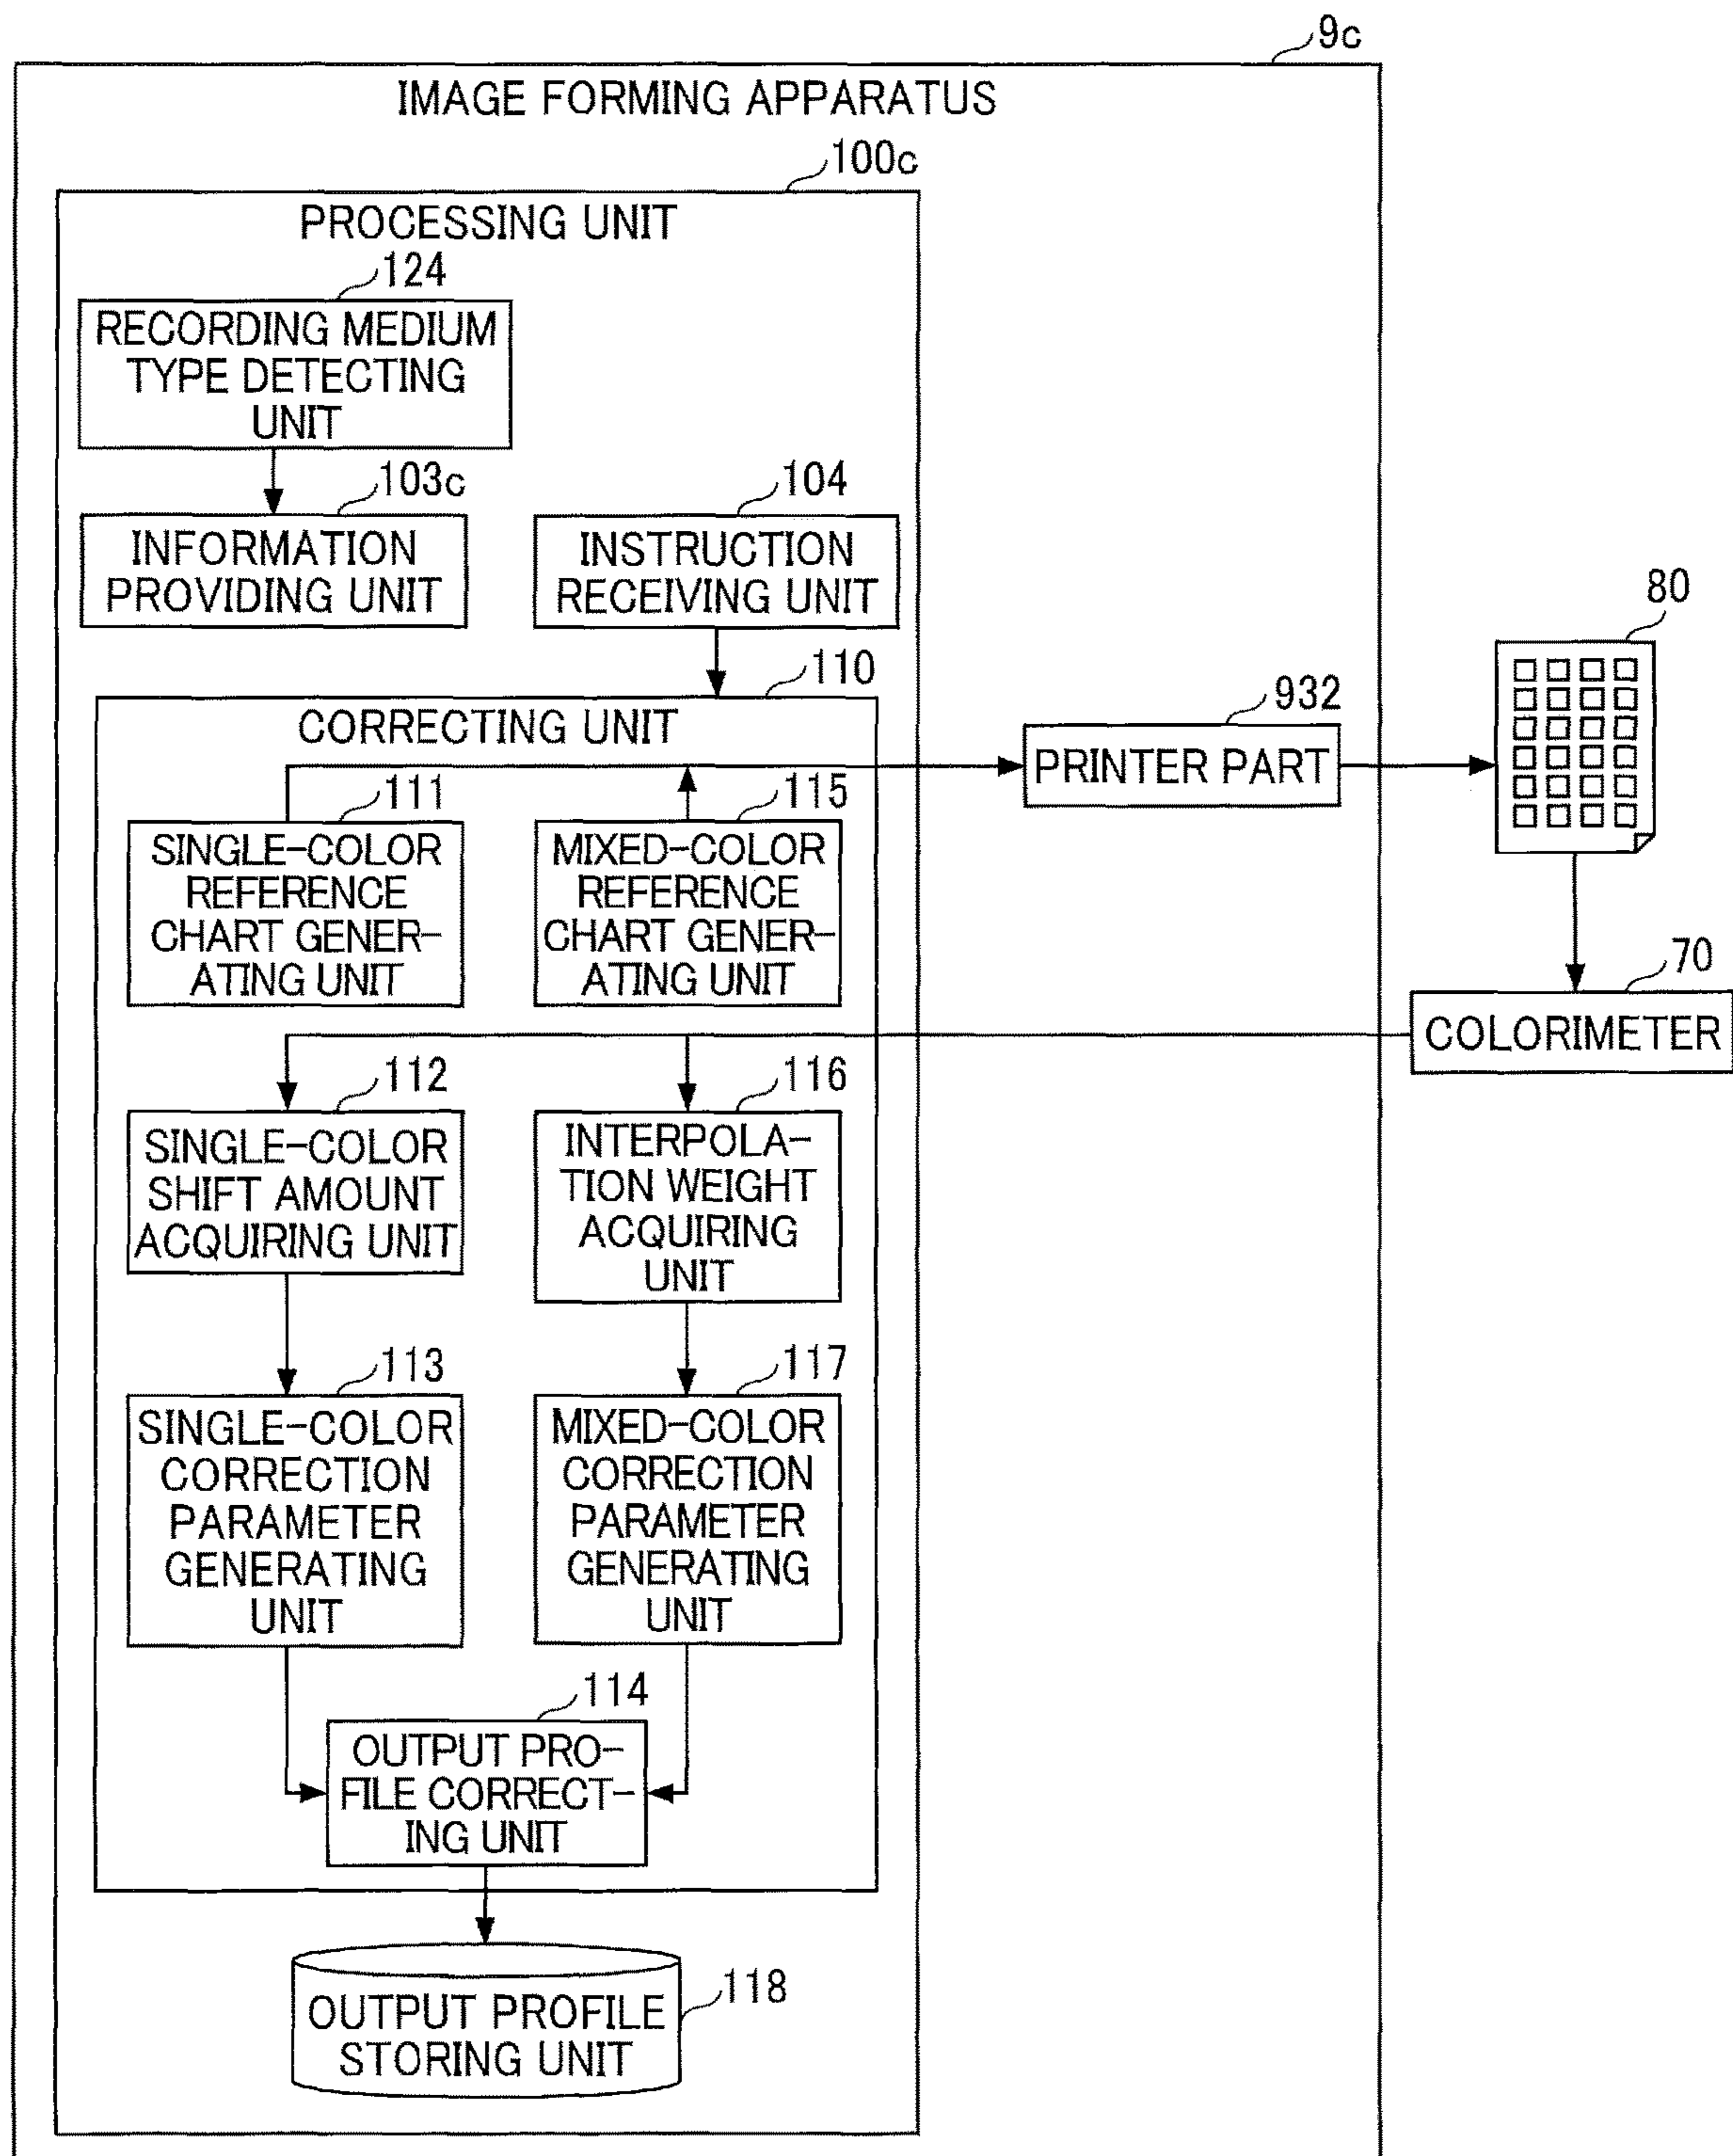 9c
IMAGE FORMING APPARATUS
100c
PROCESSING UNIT
124
RECORDING MEDIUM
TYPE DETECTING
UNIT
103c
INFORMATION
PROVIDING UNIT
104
INSTRUCTION
RECEIVING UNIT
110
CORRECTING UNIT
111
SINGLE-COLOR
REFERENCE
CHART GENER-
ATING UNIT
115
MIXED-COLOR
REFERENCE
CHART GENER-
ATING UNIT
932
PRINTER PART
80
70
COLORIMETER
112
SINGLE-COLOR
SHIFT AMOUNT
ACQUIRING UNIT
116
INTERPOLA-
TION WEIGHT
ACQUIRING
UNIT
113
SINGLE-COLOR
CORRECTION
PARAMETER
GENERATING
UNIT
117
MIXED-COLOR
CORRECTION
PARAMETER
GENERATING
UNIT
114
OUTPUT PRO-
FILE CORRECT-
ING UNIT
118
OUTPUT PROFILE
STORING UNIT